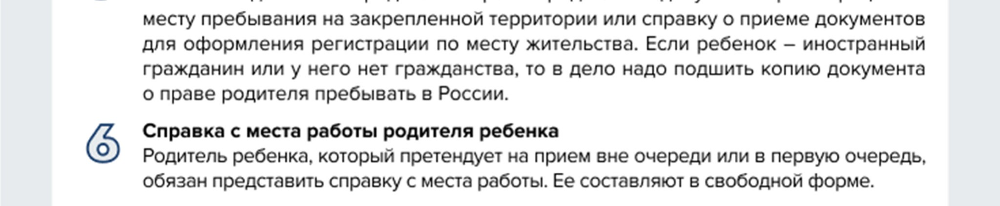 месту пребывания на закрепленной территории или справку о приеме документов
для оформления регистрации по месту жительства. Если ребенок – иностранный
гражданин или у него нет гражданства, то в дело надо подшить копию документа
о праве родителя пребывать в России.
6
Справка с места работы родителя ребенка
Родитель ребенка, который претендует на прием вне очереди или в первую очередь,
обязан представить справку с места работы. Ее составляют в свободной форме.